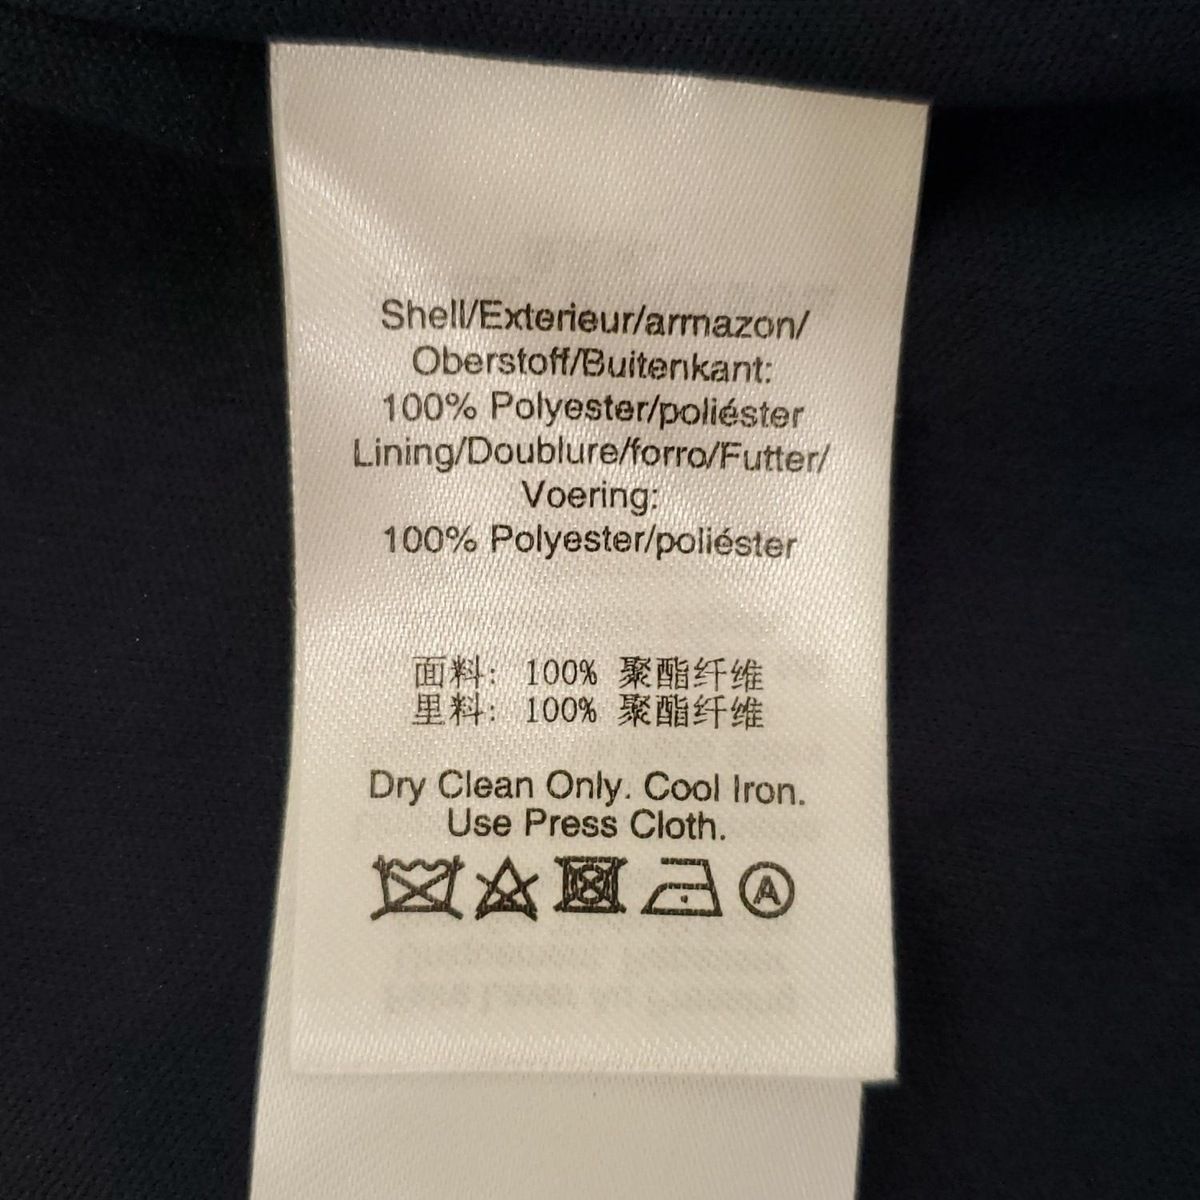 Shell/Exterieur/armazon/
Oberstoff/Buitenkant:
100% Polyester/poliéster
Lining/Doublure/forro/Futter/
Voering:
100% Polyester/poliéster
面料: 100% 聚酯纤维
里料: 100% 聚酯纤维
Dry Clean Only. Cool Iron.
Use Press Cloth.
A